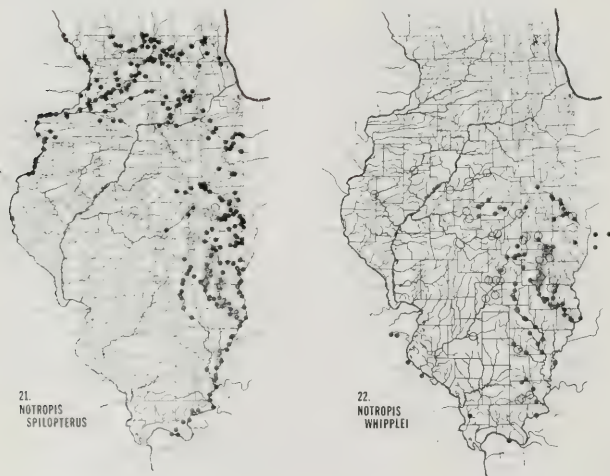 21.
NOTROPIS
SPILOPTERUS
22.
NOTROPIS
WHIPPLEI